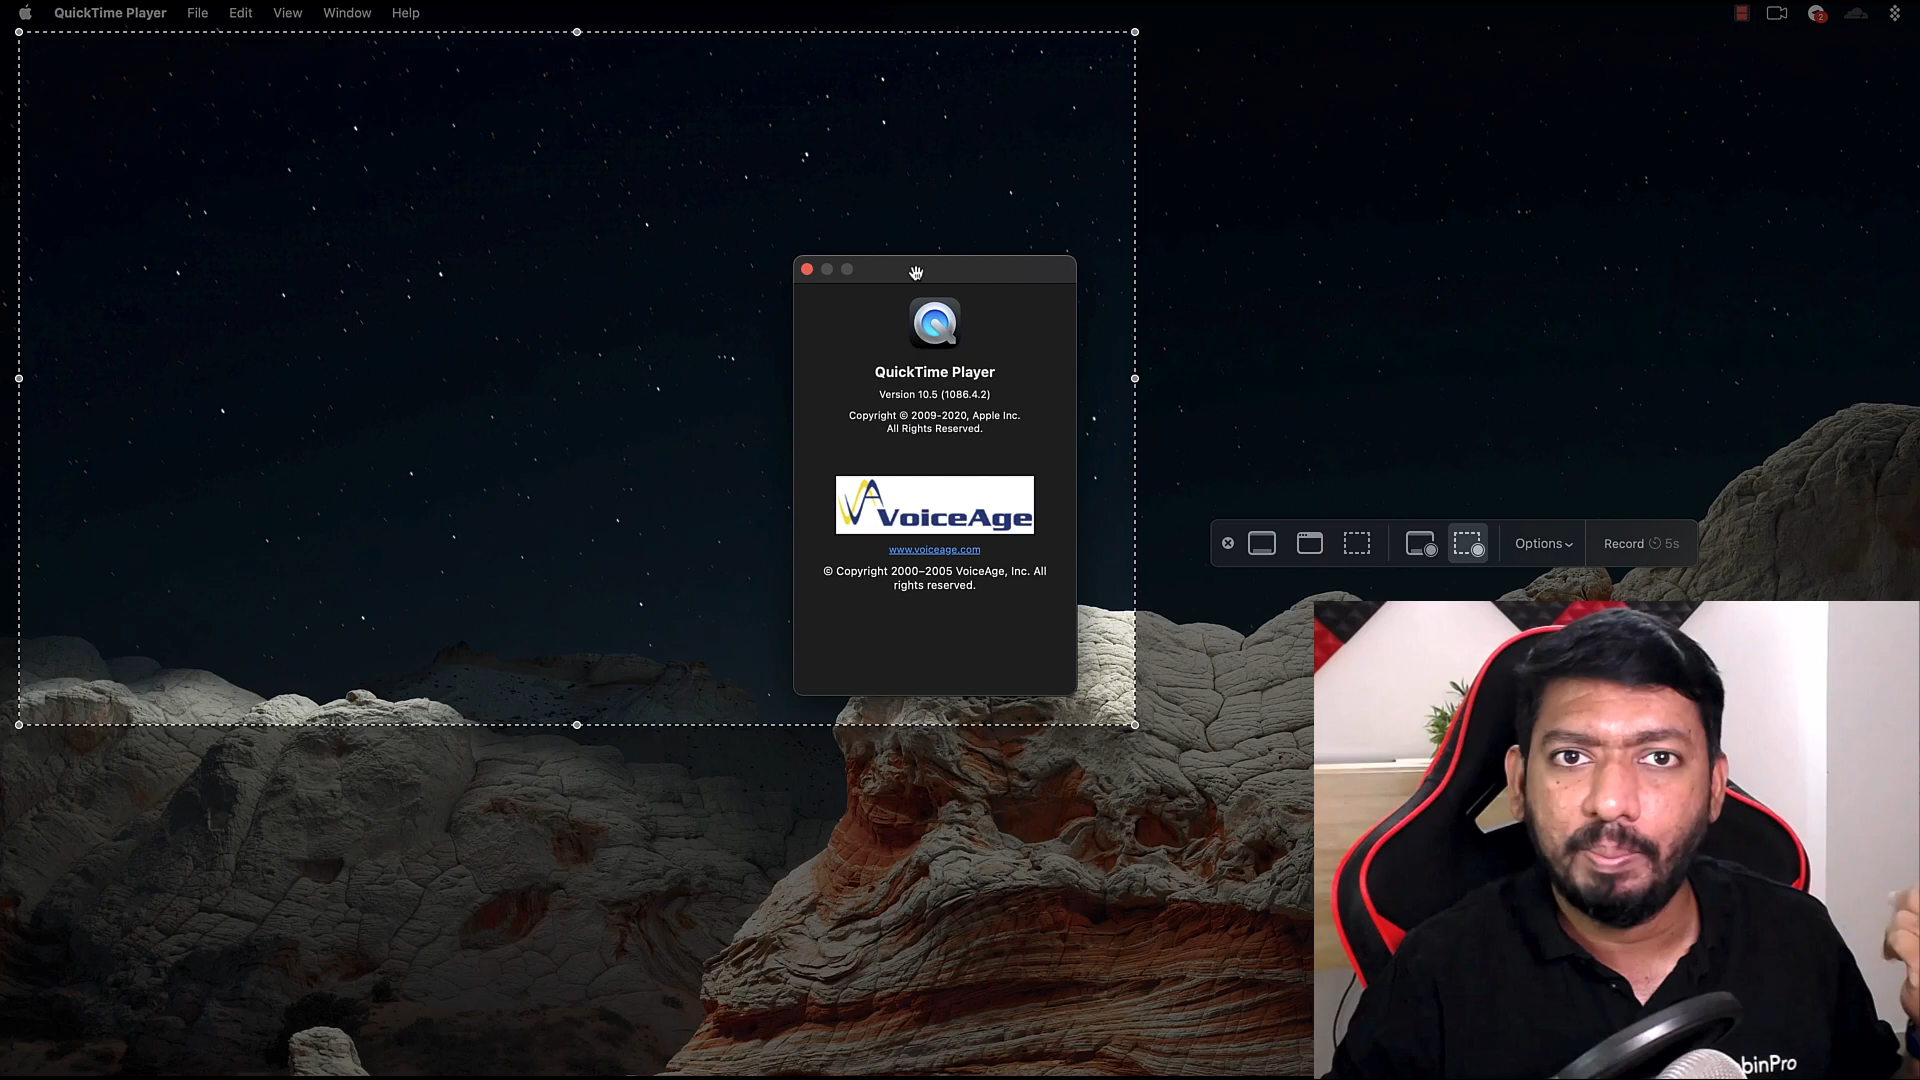 QuickTime Player File Edit View Window Help
2
QuickTime Player
Version 10.5 (1086.4.2)
Copyright © 2009-2020, Apple Inc.
All Rights Reserved.
VoiceAge
www.voiceage.com
© Copyright 2000–2005 VoiceAge, Inc. All
rights reserved.
Options
Record 5s
binPro